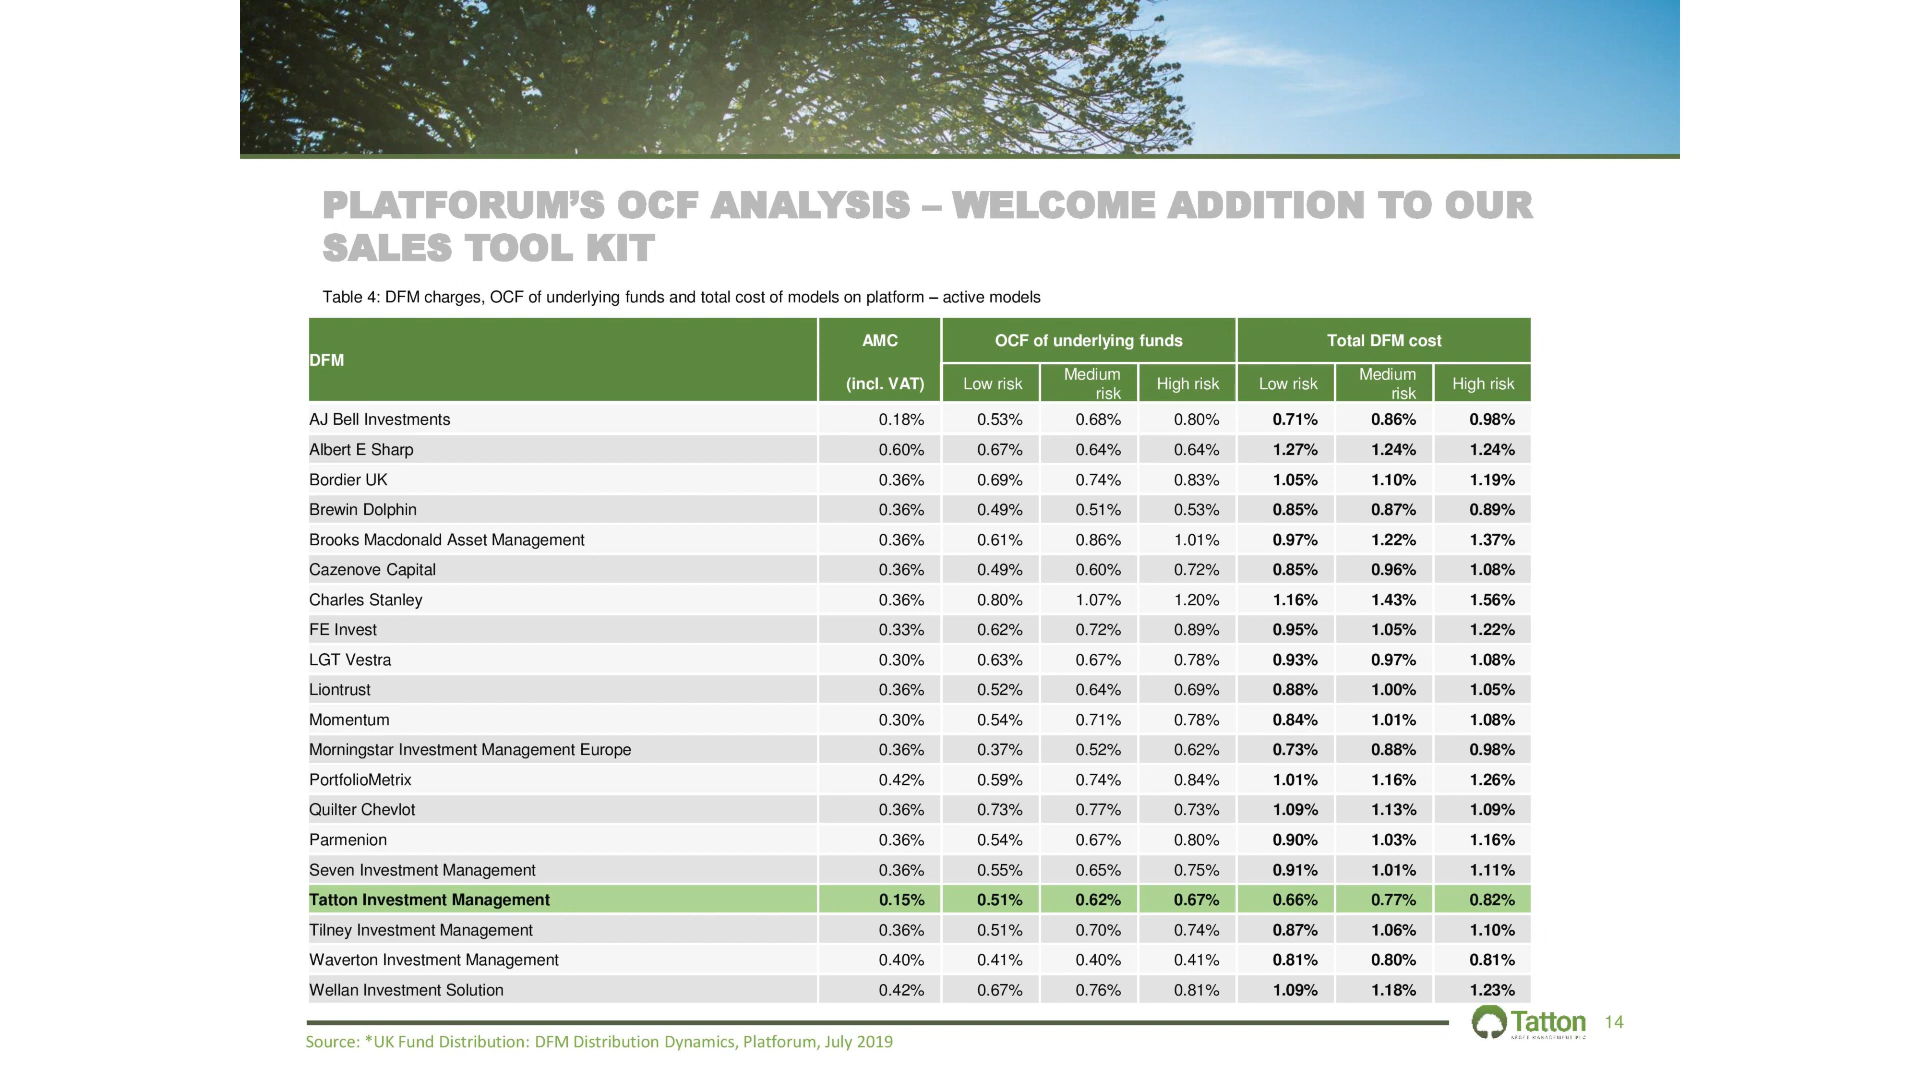 PLATFORUM'S OCF ANALYSIS – WELCOME ADDITION TO OUR
SALES TOOL KIT
Table 4: DFM charges, OCF of underlying funds and total cost of models on platform – active models
DFM AMC (incl. VAT) OCF of underlying funds Total DFM cost
Low risk Medium risk High risk Low risk Medium risk High risk
AJ Bell Investments 0.18% 0.53% 0.68% 0.80% 0.71% 0.86% 0.98%
Albert E Sharp 0.60% 0.67% 0.64% 0.64% 1.27% 1.24% 1.24%
Bordier UK 0.36% 0.69% 0.74% 0.83% 1.05% 1.10% 1.19%
Brewin Dolphin 0.36% 0.49% 0.51% 0.53% 0.85% 0.87% 0.89%
Brooks Macdonald Asset Management 0.36% 0.61% 0.86% 1.01% 0.97% 1.22% 1.37%
Cazenove Capital 0.36% 0.49% 0.60% 0.72% 0.85% 0.96% 1.08%
Charles Stanley 0.36% 0.80% 1.07% 1.20% 1.16% 1.43% 1.56%
FE Invest 0.33% 0.62% 0.72% 0.89% 0.95% 1.05% 1.22%
LGT Vestra 0.30% 0.63% 0.67% 0.78% 0.93% 0.97% 1.08%
Liontrust 0.36% 0.52% 0.64% 0.69% 0.88% 1.00% 1.05%
Momentum 0.30% 0.54% 0.71% 0.78% 0.84% 1.01% 1.08%
Morningstar Investment Management Europe 0.36% 0.37% 0.52% 0.62% 0.73% 0.88% 0.98%
PortfolioMetrix 0.42% 0.59% 0.74% 0.84% 1.01% 1.16% 1.26%
Quilter Chevlot 0.36% 0.73% 0.77% 0.73% 1.09% 1.13% 1.09%
Parmenion 0.36% 0.54% 0.67% 0.80% 0.90% 1.03% 1.16%
Seven Investment Management 0.36% 0.55% 0.65% 0.75% 0.91% 1.01% 1.11%
Tatton Investment Management 0.15% 0.51% 0.62% 0.67% 0.66% 0.77% 0.82%
Tilney Investment Management 0.36% 0.51% 0.70% 0.74% 0.87% 1.06% 1.10%
Waverton Investment Management 0.40% 0.41% 0.40% 0.41% 0.81% 0.80% 0.81%
Wellan Investment Solution 0.42% 0.67% 0.76% 0.81% 1.09% 1.18% 1.23%
Tatton 14
ASSET MANAGEMENT PLC
Source: *UK Fund Distribution: DFM Distribution Dynamics, Platforum, July 2019